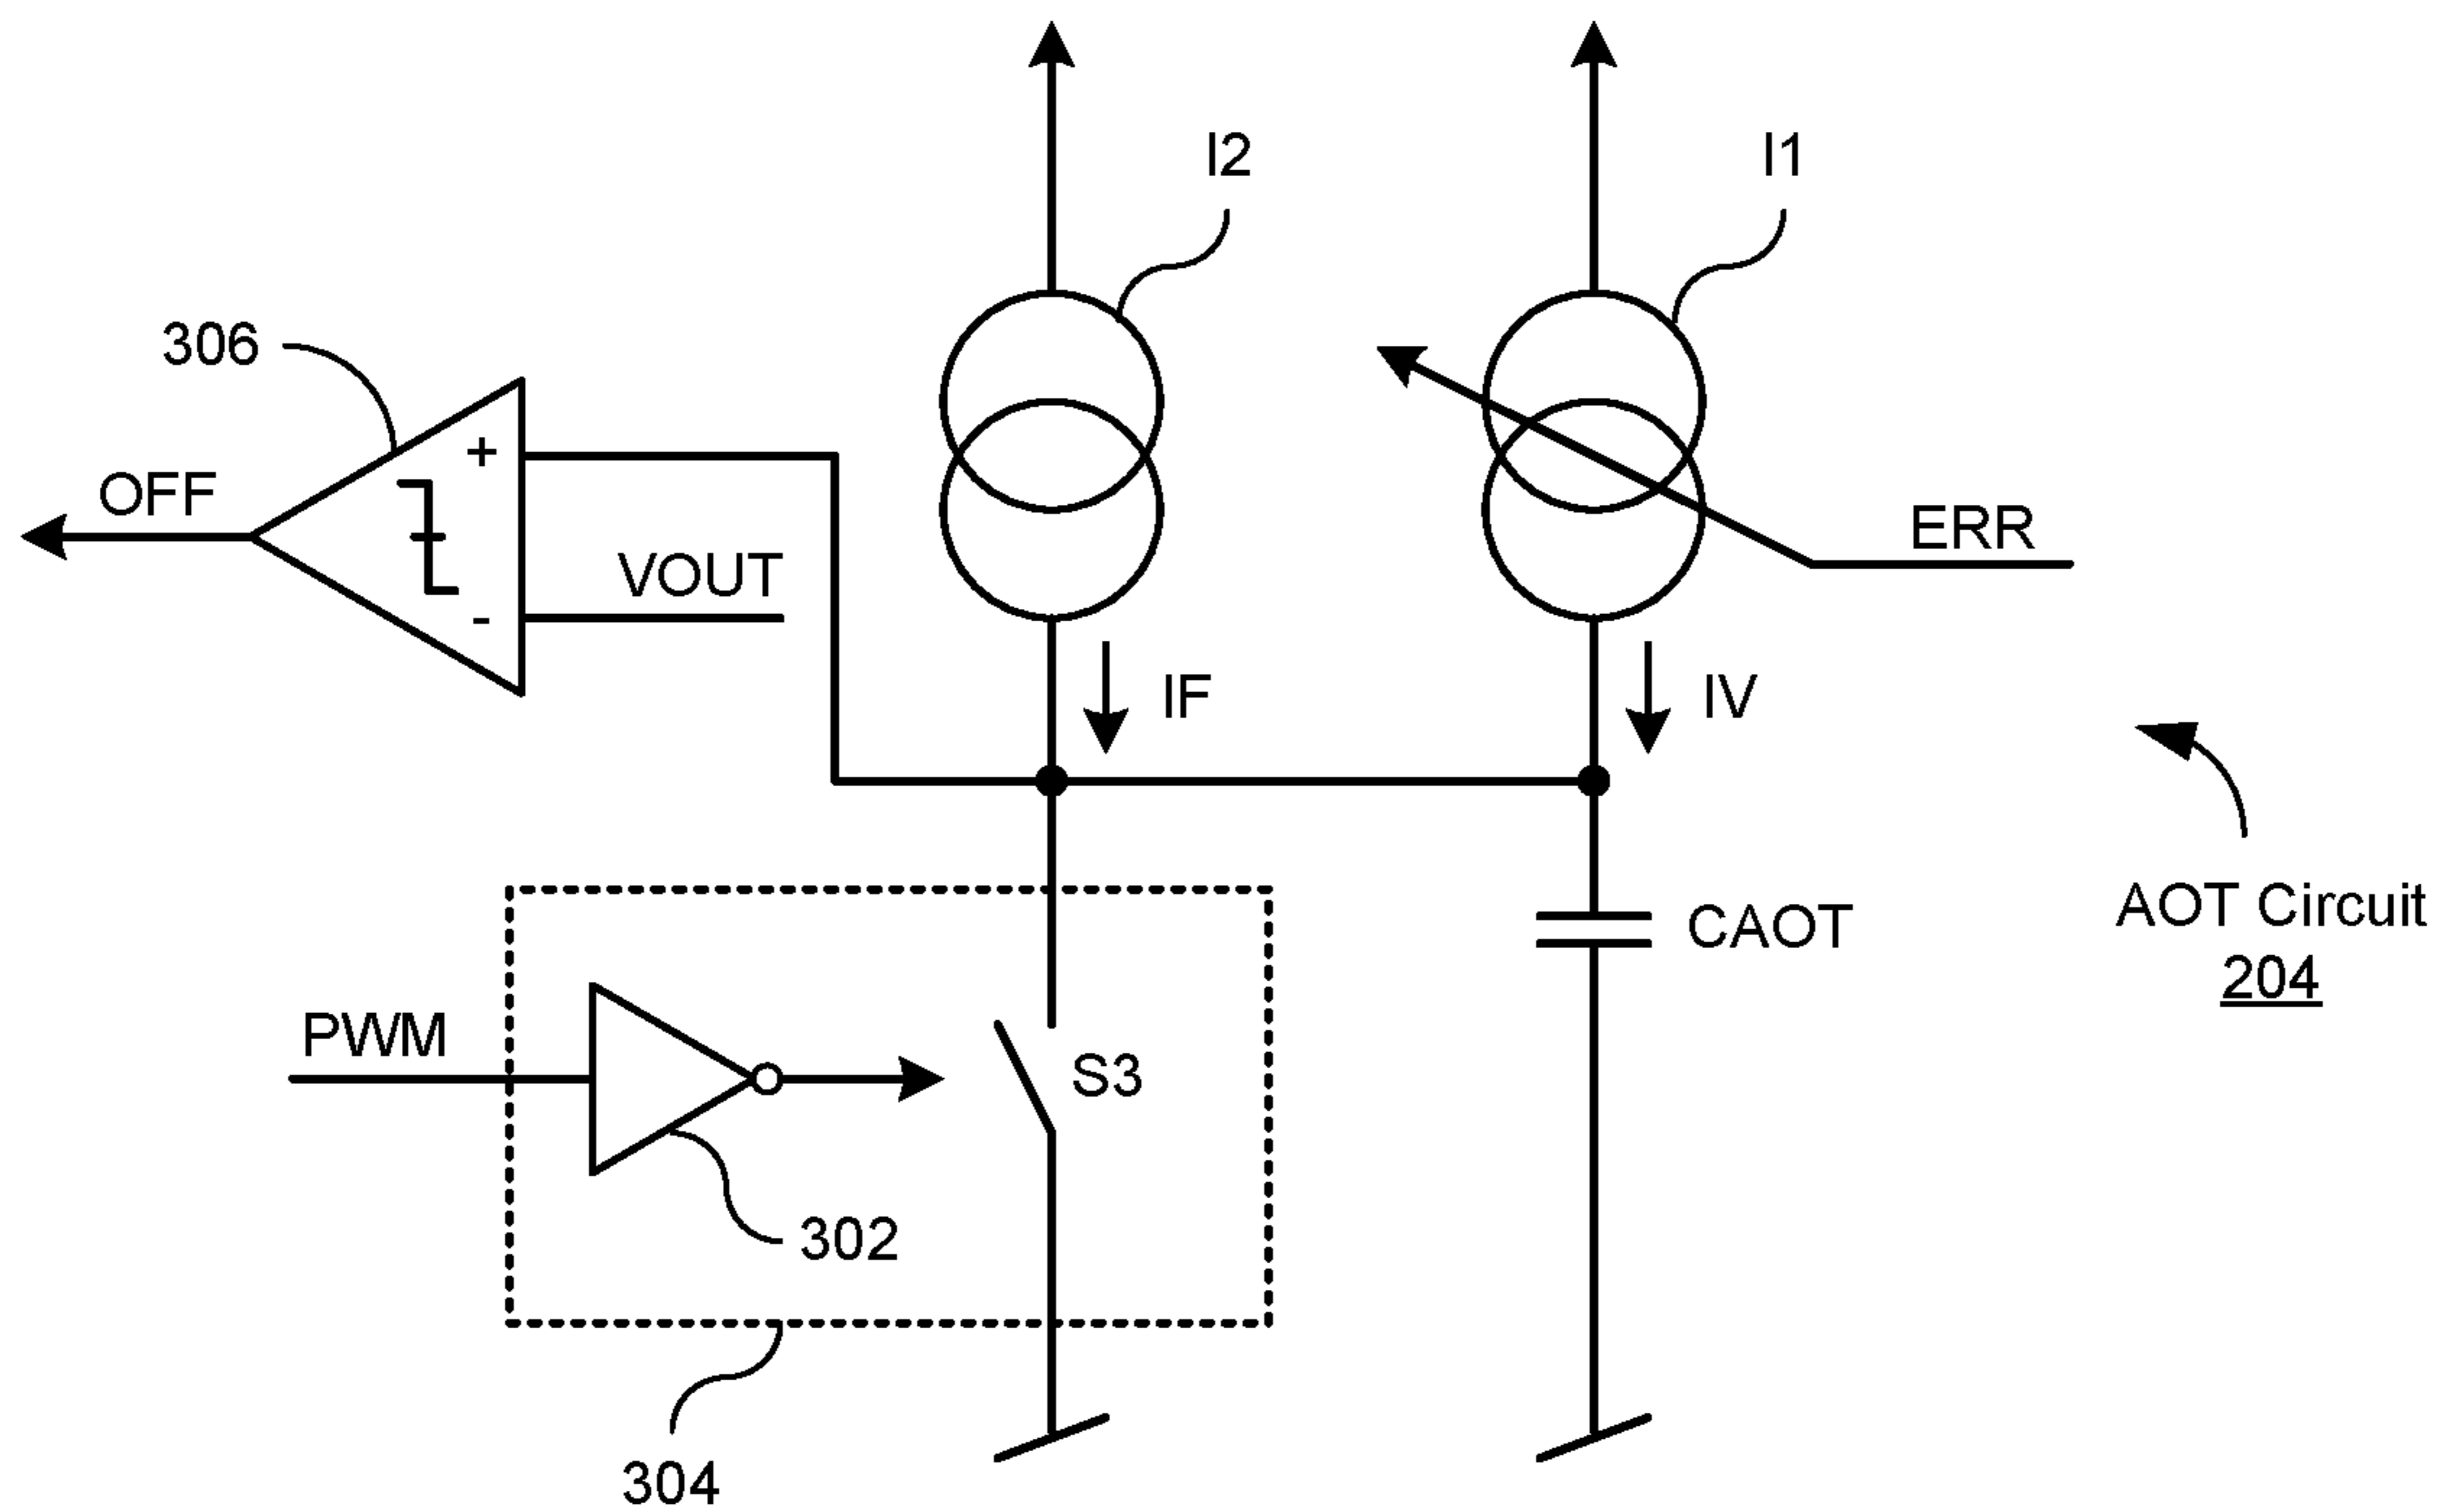 I2
I1
306
+
OFF
ERR
VOUT
-
IF
IV
CAOT
AOT Circuit
204
PWM
S3
302
304